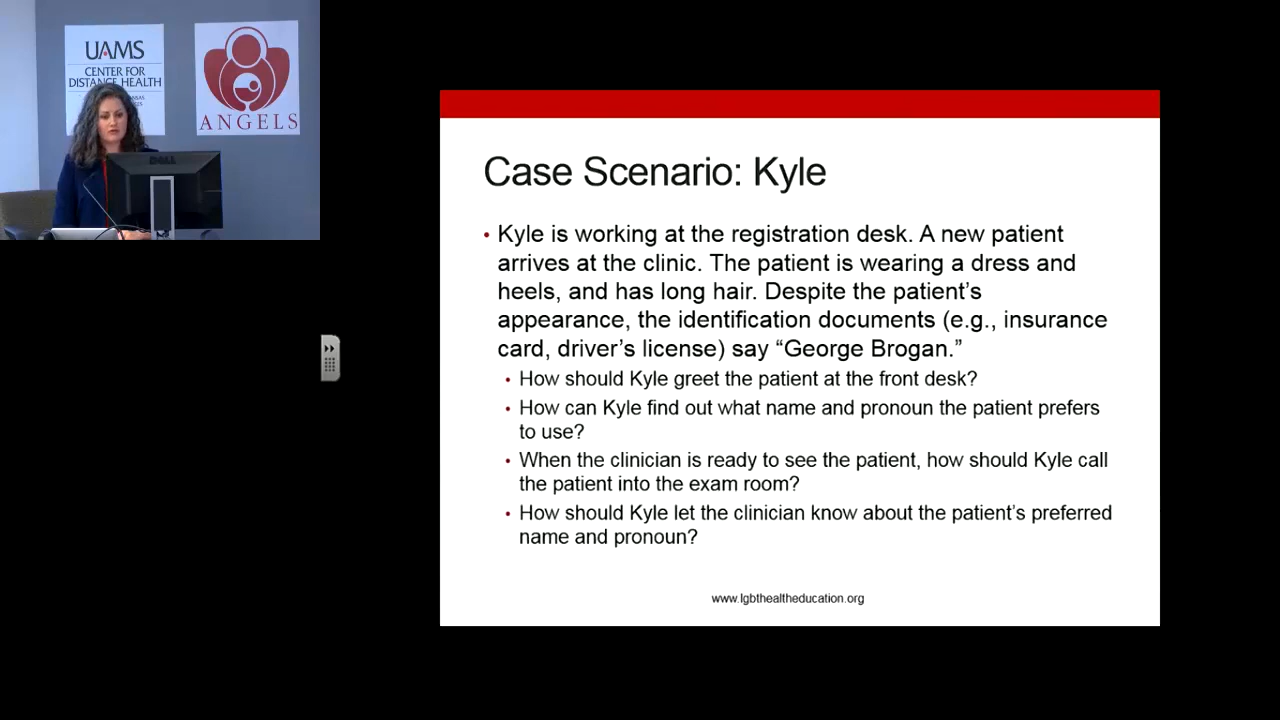 UAMS
CENTER FOR
DISTANCE HEALTH
ANGELS
DELL
Case Scenario: Kyle
• Kyle is working at the registration desk. A new patient
arrives at the clinic. The patient is wearing a dress and
heels, and has long hair. Despite the patient's
appearance, the identification documents (e.g., insurance
card, driver's license) say “George Brogan.”
• How should Kyle greet the patient at the front desk?
• How can Kyle find out what name and pronoun the patient prefers
to use?
• When the clinician is ready to see the patient, how should Kyle call
the patient into the exam room?
• How should Kyle let the clinician know about the patient's preferred
name and pronoun?
www.lgbthealtheducation.org